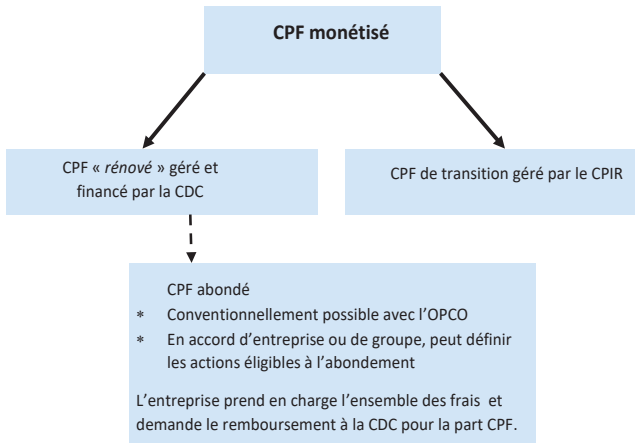 CPF monétisé
CPF « rénové » géré et
financé par la CDC
CPF de transition géré par le CPIR
CPF abondé
* Conventionnellement possible avec l'OPCO
* En accord d'entreprise ou de groupe, peut définir
les actions éligibles à l'abondement
L'entreprise prend en charge l'ensemble des frais et
demande le remboursement à la CDC pour la part CPF.